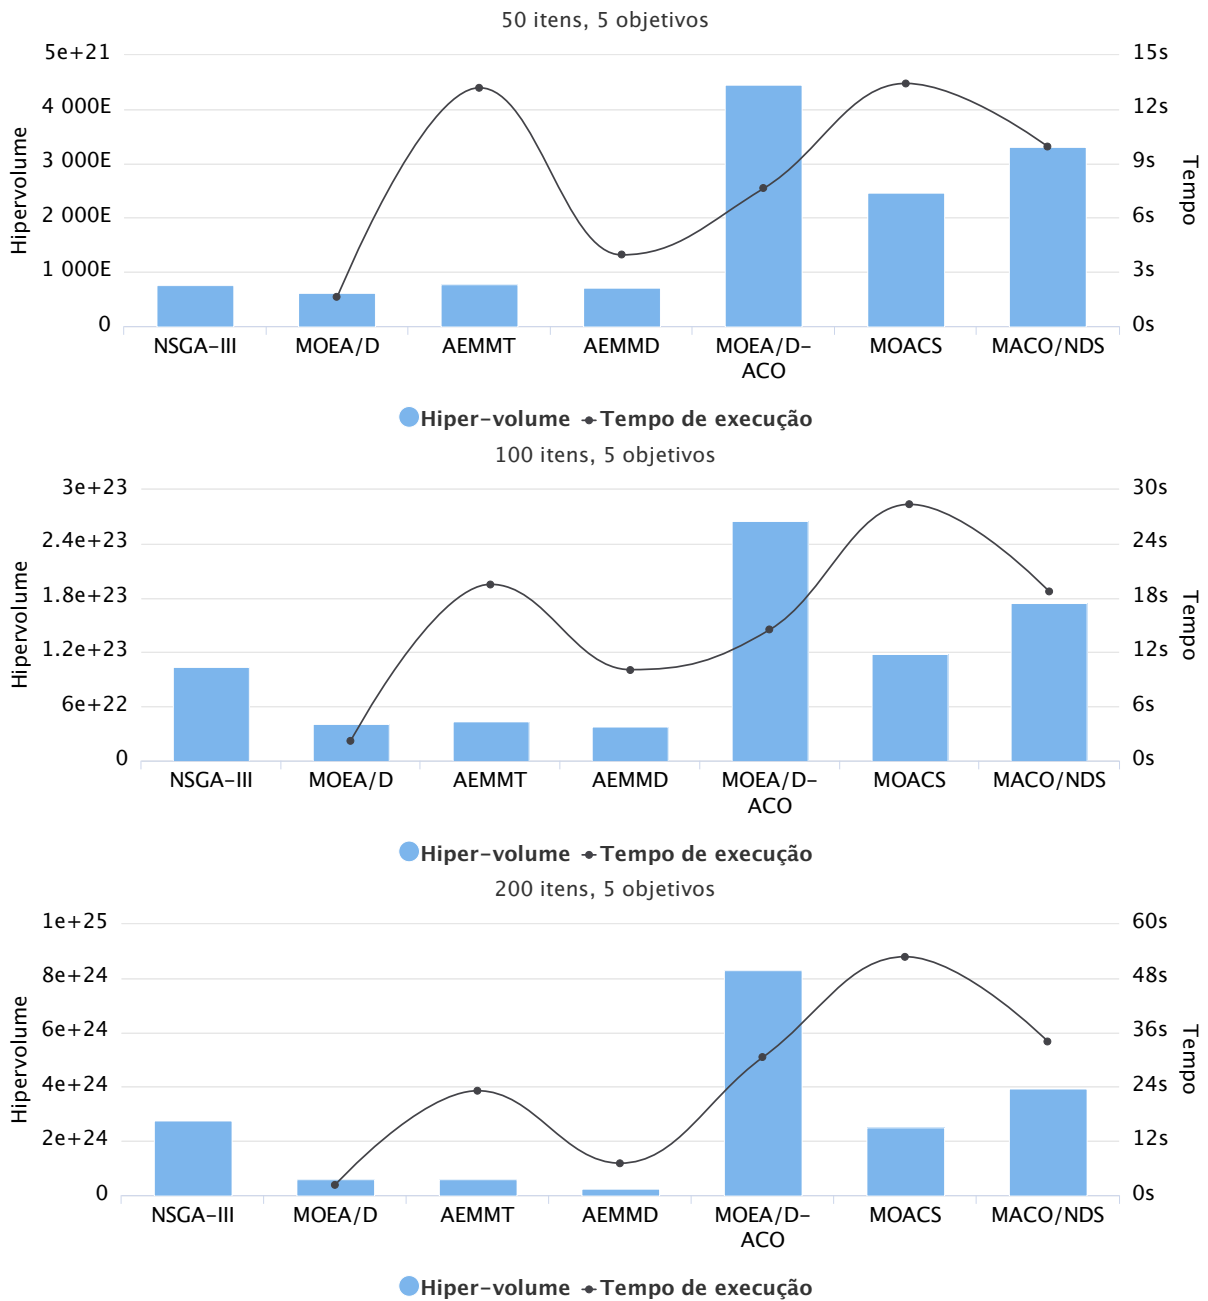 50 itens, 5 objetivos
5e+21
4 000E
3 000E
2 000E
1 000E
0
Hipervolume
15s
12s
9s
6s
3s
0s
Tempo
NSGA-III MOEA/D AEMMT AEMMD MOEA/D- MOACS MACO/NDS
ACO
Hiper-volume Tempo de execução
100 itens, 5 objetivos
3e+23
2.4e+23
1.8e+23
1.2e+23
6e+22
0
Hipervolume
30s
24s
18s
12s
6s
0s
Tempo
NSGA-III MOEA/D AEMMT AEMMD MOEA/D- MOACS MACO/NDS
ACO
Hiper-volume Tempo de execução
200 itens, 5 objetivos
1e+25
8e+24
6e+24
4e+24
2e+24
0
Hipervolume
60s
48s
36s
24s
12s
0s
Tempo
NSGA-III MOEA/D AEMMT AEMMD MOEA/D- MOACS MACO/NDS
ACO
Hiper-volume Tempo de execução